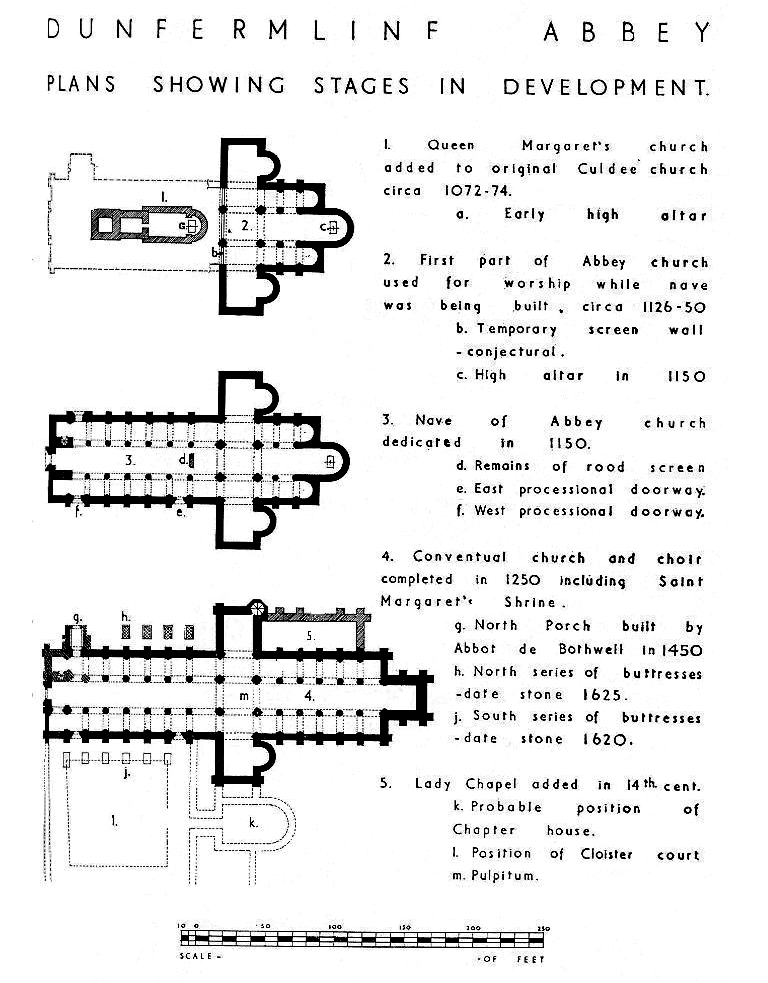 DUNFERMLINF ABBEY
PLANS SHOWING STAGES IN DEVELOPMENT.
1. Queen Margaret's church
added to original Culdee church
circa 1072-74.
a. Early high altar
2. First part of Abbey church
used for worship while nave
was being built, circa 1126-50
b. Temporary screen wall
- conjectural.
c. High altar in 1150
3. Nave of Abbey church
dedicated in 1150.
d. Remains of rood screen
e. East processional doorway.
f. West processional doorway.
4. Conventual church and choir
completed in 1250 including Saint
Margaret's Shrine.
g. North Porch built by
Abbot de Bothwell in 1450
h. North series of buttresses
-date stone 1625.
j. South series of buttresses
-date stone 1620.
5. Lady Chapel added in 14th. cent.
k. Probable position of
Chapter house.
l. Position of Cloister court
m. Pulpitum.
1.
a
2.
c
b
3.
d.
f.
e.
g.
h.
5.
m
4.
j.
l.
k.
10 0 50 100 150 200 250
SCALE - - OF FEET